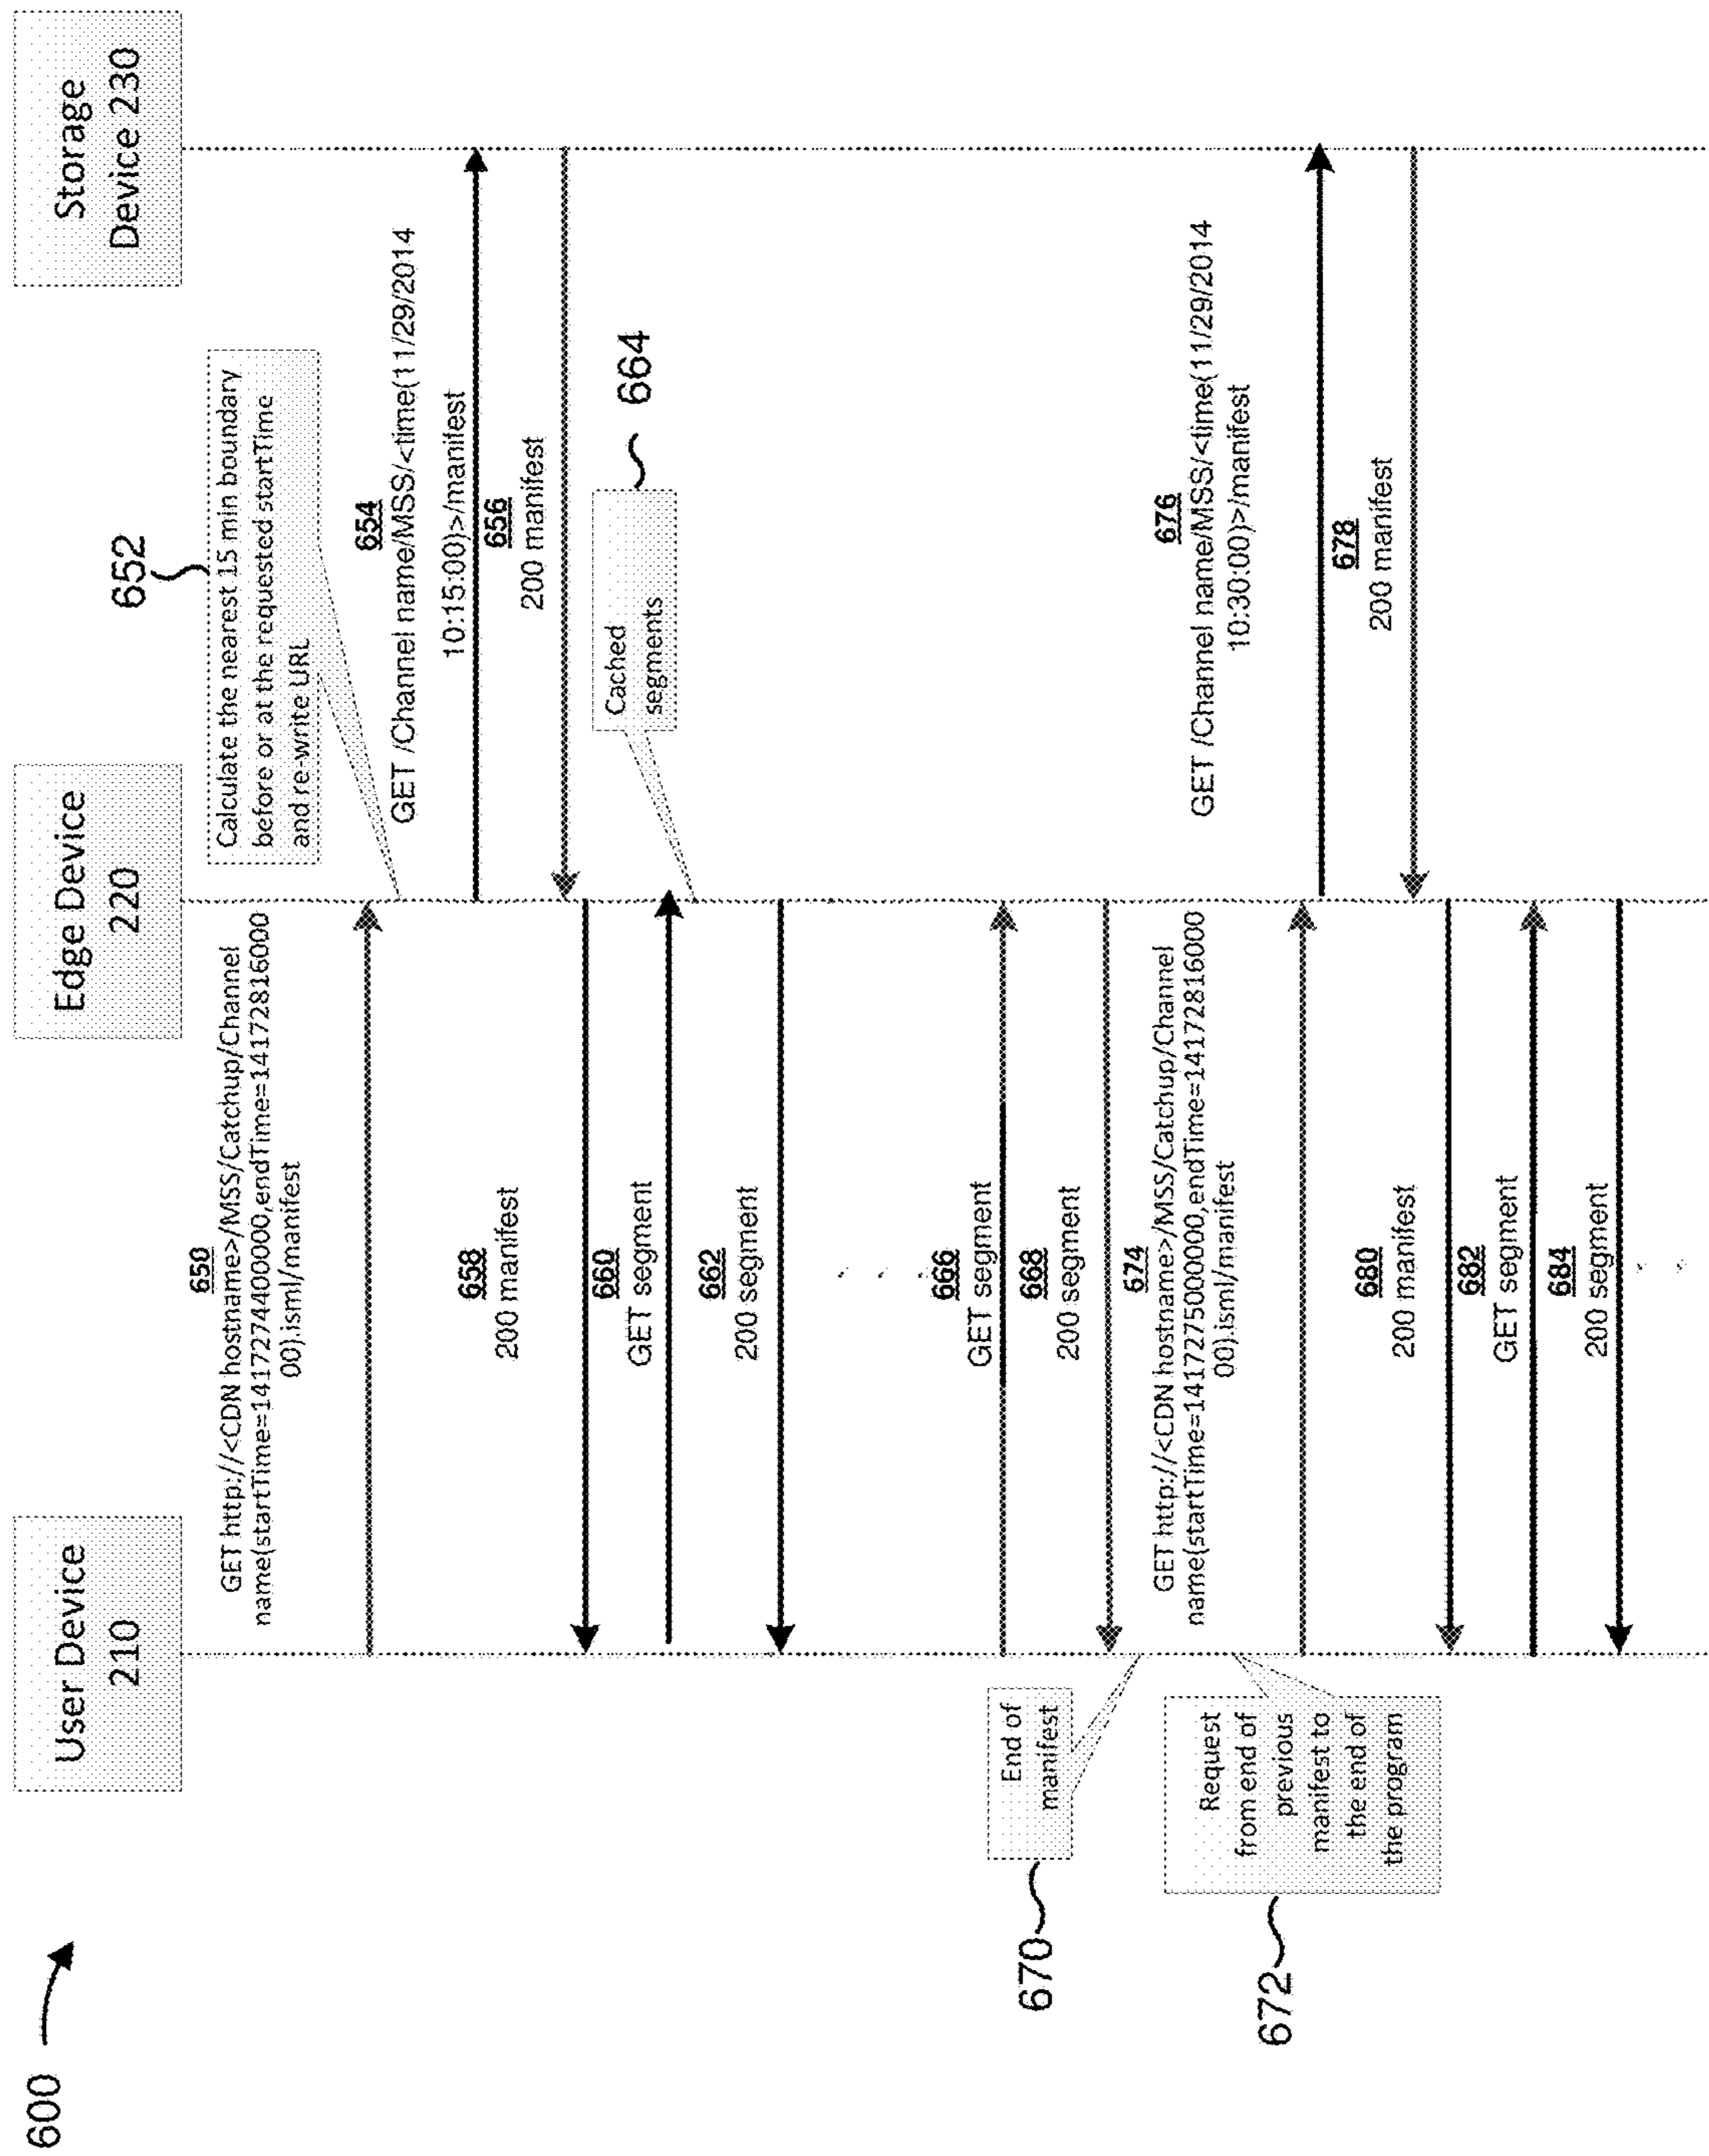 600
User Device
210
Edge Device
220
Storage
Device 230
652
Calculate the nearest 15 min boundary
before or at the requested startTime
and re-write URL
650
GET http://<CDN hostname>/MSS/Catchup/Channel
name(startTime=14172744000000,endTime=14172816000
00).isml/manifest
654
GET /Channel name/MSS/<time(11/29/2014
10:15:00)>/manifest
656
200 manifest
658
200 manifest
660
GET segment
664
Cached
segments
662
200 segment
666
GET segment
668
200 segment
670
End of
manifest
672
Request
from end of
previous
manifest to
the end of
the program
674
GET http://<CDN hostname>/MSS/Catchup/Channel
name(startTime=14172750000000,endTime=14172816000
00).isml/manifest
676
GET /Channel name/MSS/<time(11/29/2014
10:30:00)>/manifest
678
200 manifest
680
200 manifest
682
GET segment
684
200 segment